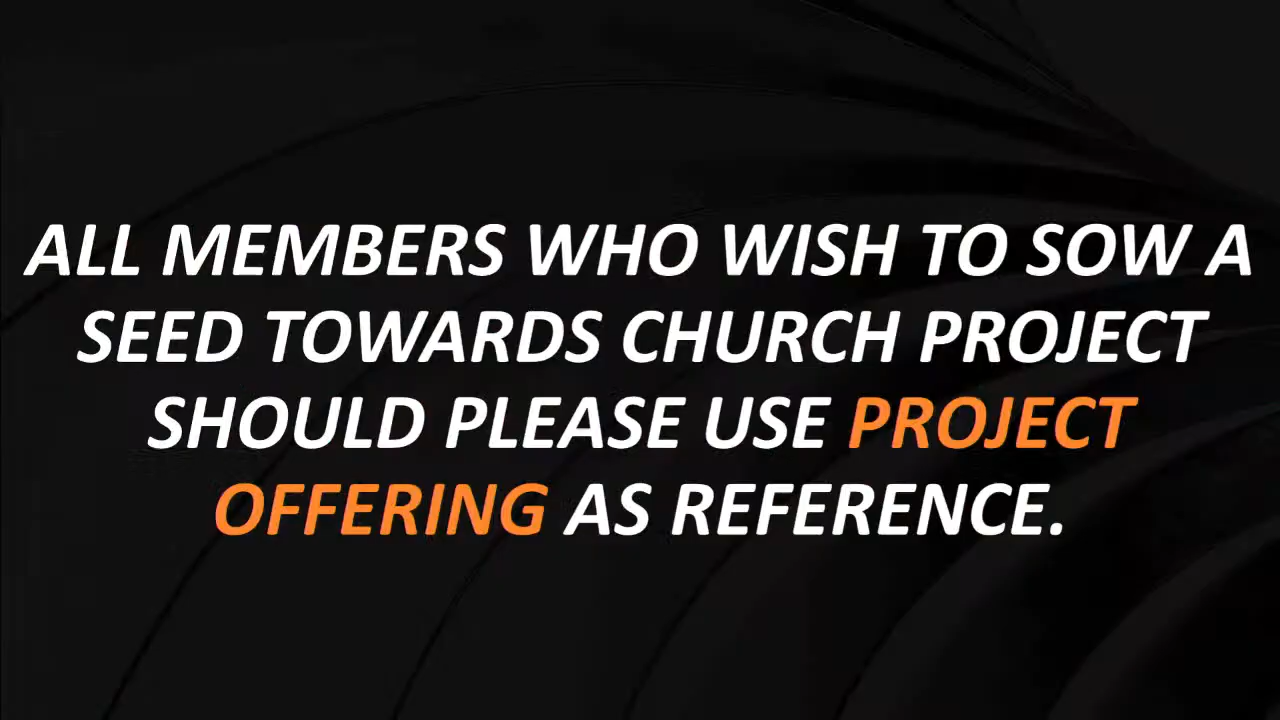 ALL MEMBERS WHO WISH TO SOW A
SEED TOWARDS CHURCH PROJECT
SHOULD PLEASE USE PROJECT
OFFERING AS REFERENCE.